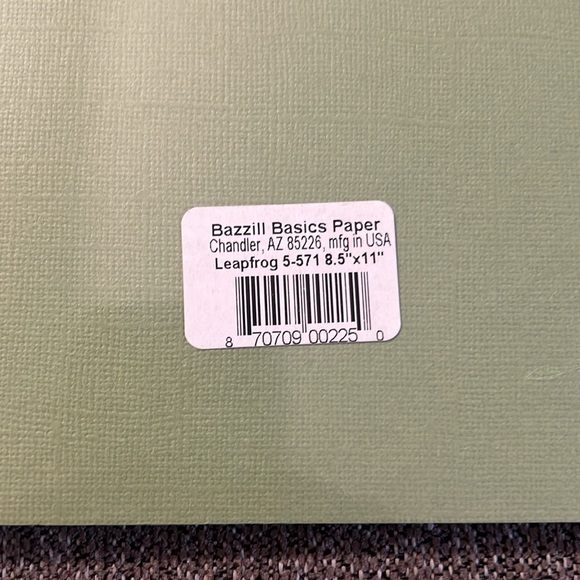 Bazzill Basics Paper
Chandler, AZ 85226, mfg in USA
Leapfrog 5-571 8.5"x11"
8 70709 00225 0